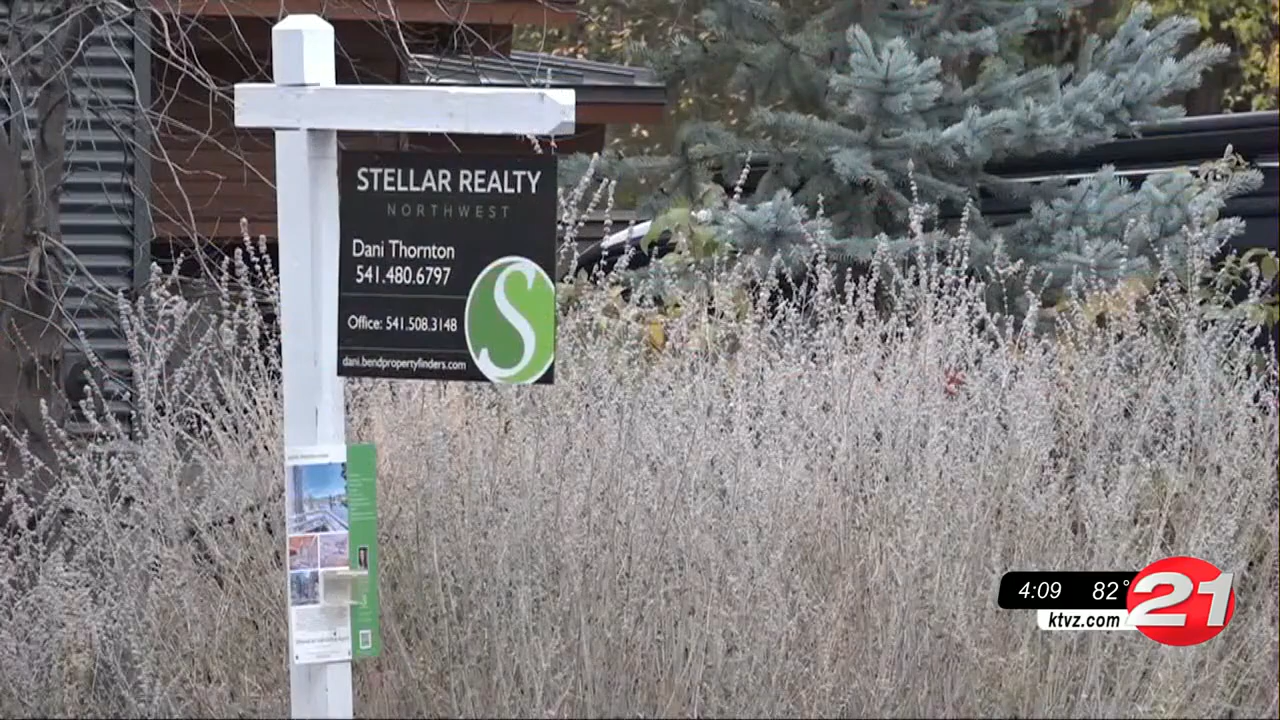 STELLAR REALTY
NORTHWEST
Dani Thornton
541.480.6797
Office: 541.508.3148
dani.bendpropertyfinders.com
S
4:09 82°
21
ktvz.com